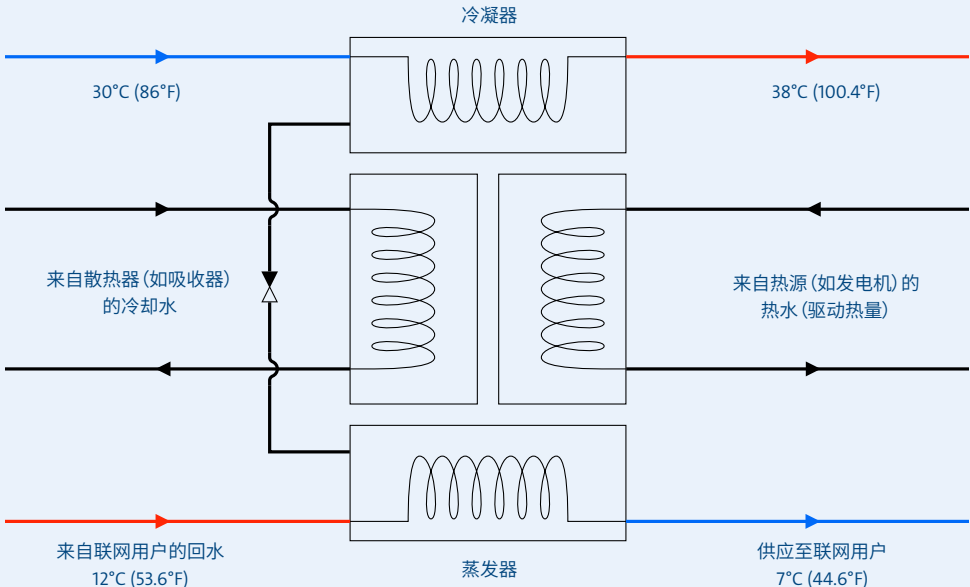 冷凝器
30°C (86°F)
38°C (100.4°F)
来自散热器（如吸收器）
的冷却水
来自热源（如发电机）的
热水（驱动热量）
来自联网用户的回水
12°C (53.6°F)
蒸发器
供应至联网用户
7°C (44.6°F)